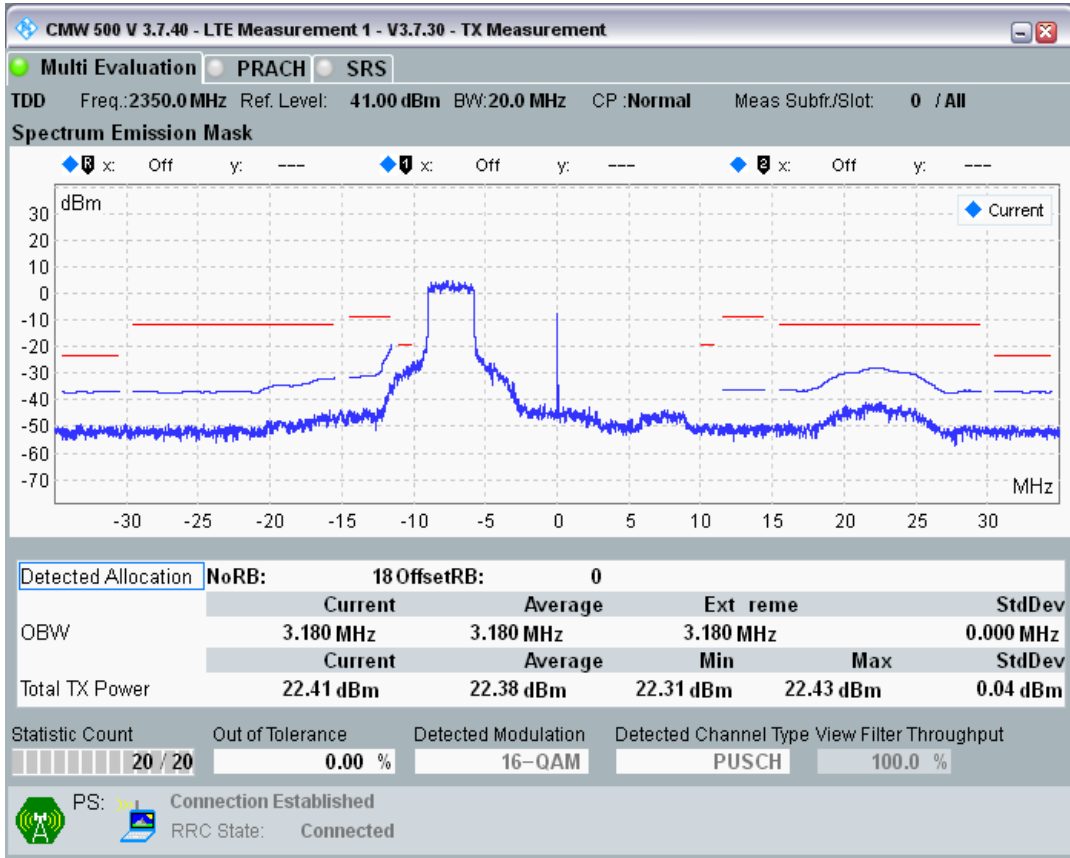 CMW 500 V 3.7.40 - LTE Measurement 1 - V3.7.30 - TX Measurement
Multi Evaluation PRACH SRS
TDD Freq.:2350.0 MHz Ref. Level: 41.00 dBm BW:20.0 MHz CP :Normal Meas Subfr./Slot: 0 / All
Spectrum Emission Mask
R x: Off y: --- 1 x: Off y: --- 2 x: Off y: ---
dBm
Current
30
20
10
0
-10
-20
-30
-40
-50
-60
-70
MHz
-30 -25 -20 -15 -10 -5 0 5 10 15 20 25 30
Detected Allocation NoRB: 18 OffsetRB: 0
Current Average Ext reme StdDev
OBW 3.180 MHz 3.180 MHz 3.180 MHz 0.000 MHz
Current Average Min Max StdDev
Total TX Power 22.41 dBm 22.38 dBm 22.31 dBm 22.43 dBm 0.04 dBm
Statistic Count Out of Tolerance Detected Modulation Detected Channel Type View Filter Throughput
20 / 20 0.00 % 16-QAM PUSCH 100.0 %
PS: Connection Established
RRC State: Connected